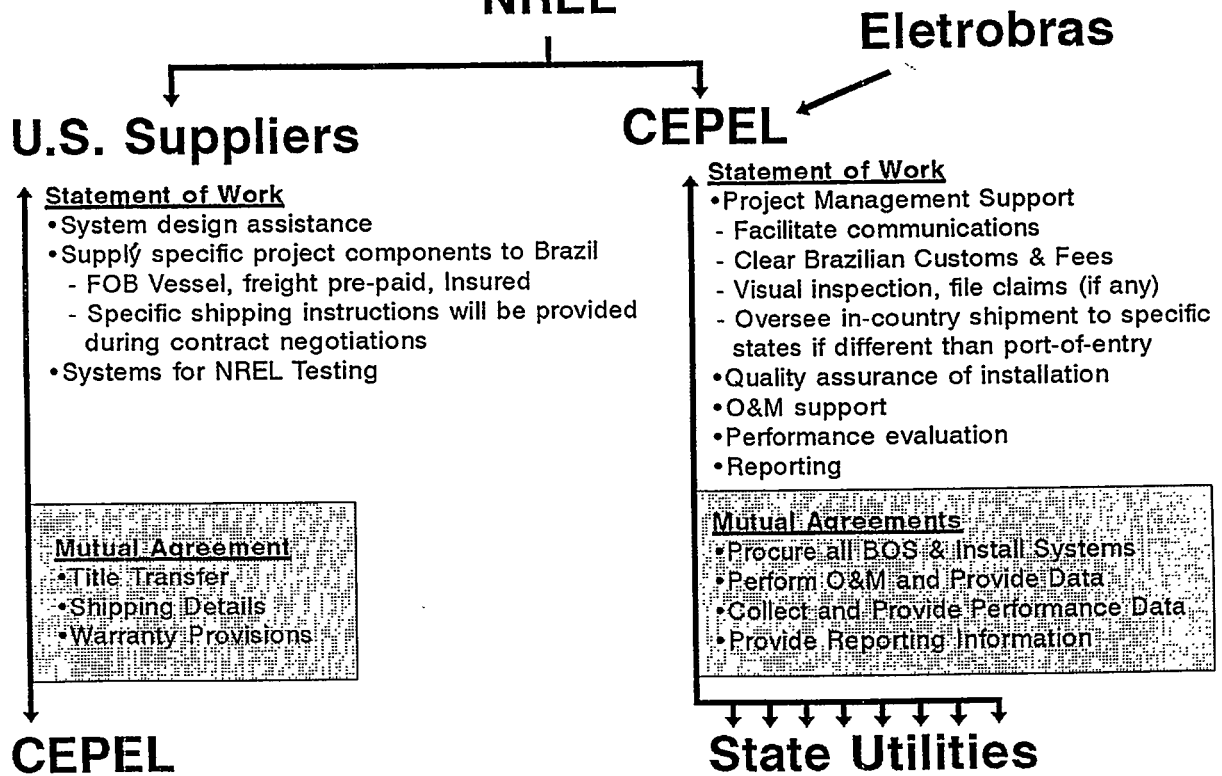 NREL
Eletrobras
U.S. Suppliers
Statement of Work
•System design assistance
•Supply specific project components to Brazil
- FOB Vessel, freight pre-paid, Insured
- Specific shipping instructions will be provided
during contract negotiations
•Systems for NREL Testing
Mutual Agreement
•Title Transfer
•Shipping Details
•Warranty Provisions
CEPEL
CEPEL
Statement of Work
•Project Management Support
- Facilitate communications
- Clear Brazilian Customs & Fees
- Visual inspection, file claims (if any)
- Oversee in-country shipment to specific
states if different than port-of-entry
•Quality assurance of installation
•O&M support
•Performance evaluation
•Reporting
Mutual Agreements
•Procure all BOS & Install Systems
•Perform O&M and Provide Data
•Collect and Provide Performance Data
•Provide Reporting Information
State Utilities